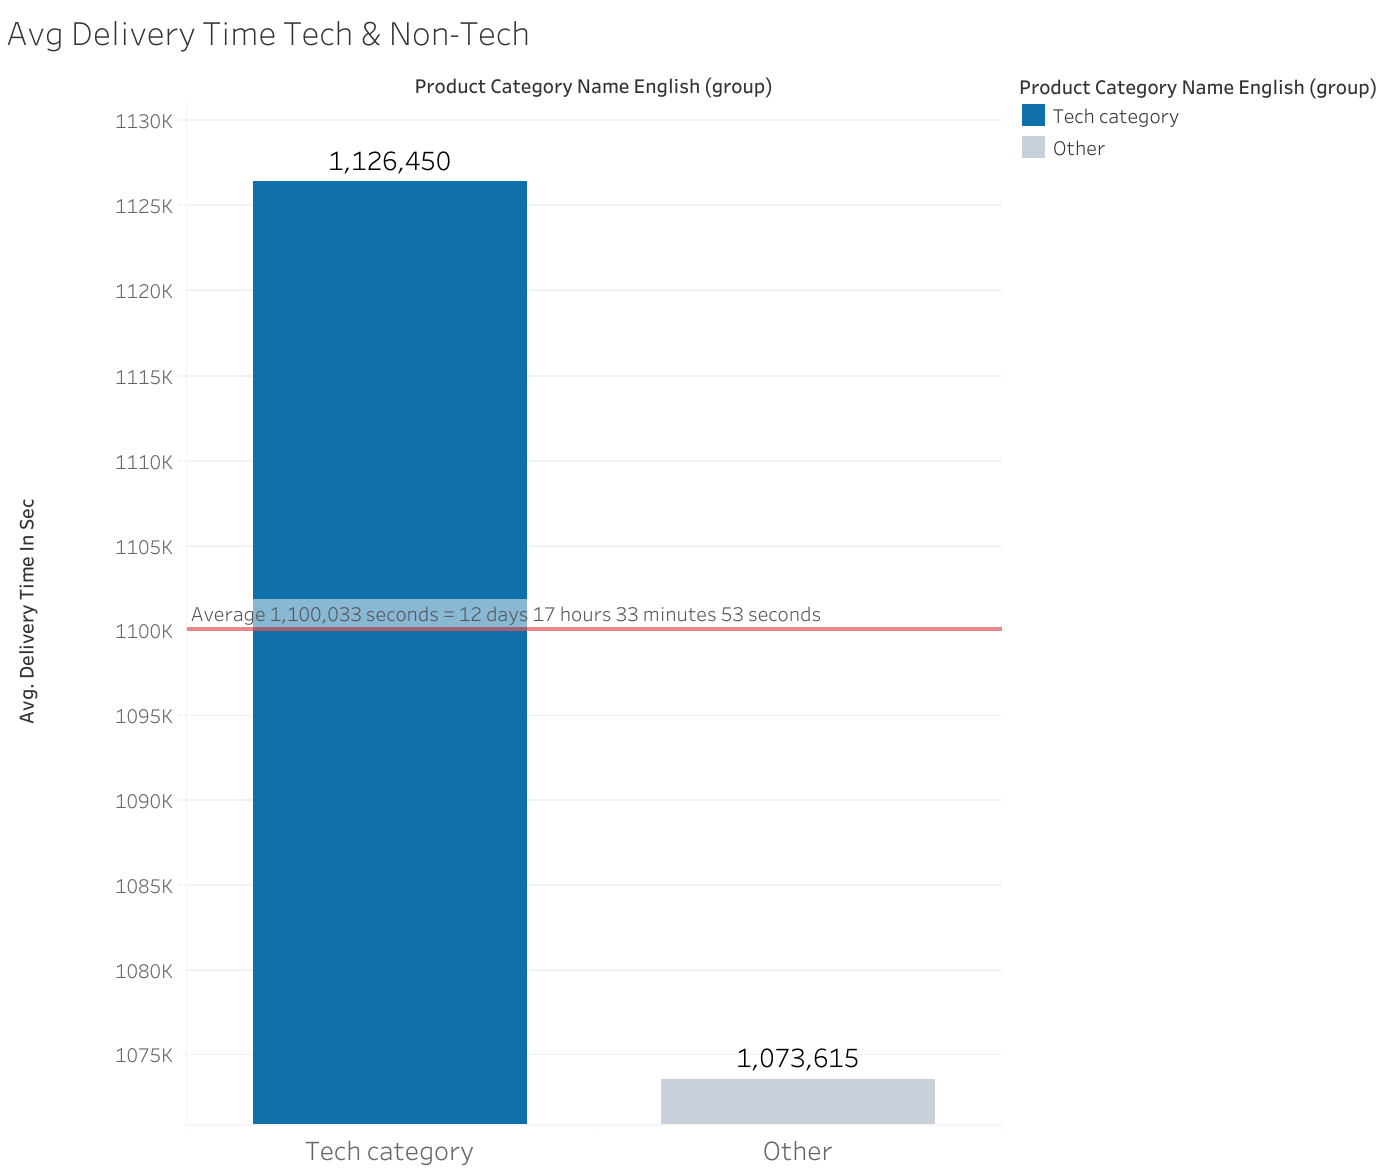 Avg Delivery Time Tech & Non-Tech
Product Category Name English (group)
Product Category Name English (group)
Tech category
Other
1130K
1,126,450
1125K
1120K
1115K
1110K
1105K
Average 1,100,033 seconds = 12 days 17 hours 33 minutes 53 seconds
1100K
1095K
1090K
1085K
1080K
1075K
1,073,615
Avg. Delivery Time In Sec
Tech category
Other